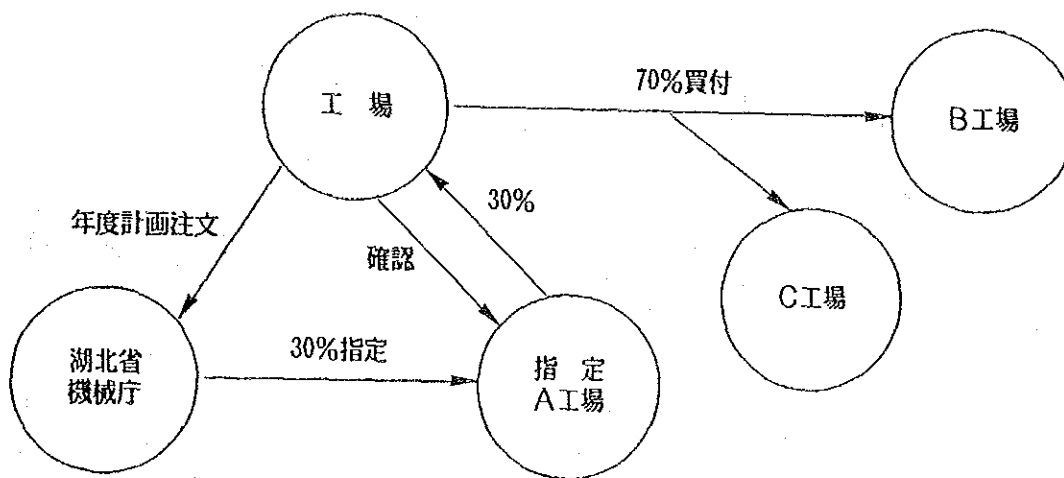 工 場
70%買付
B工場
30%
年度計画注文
確認
C工場
湖北省
機械庁
30%指定
指 定
A工場